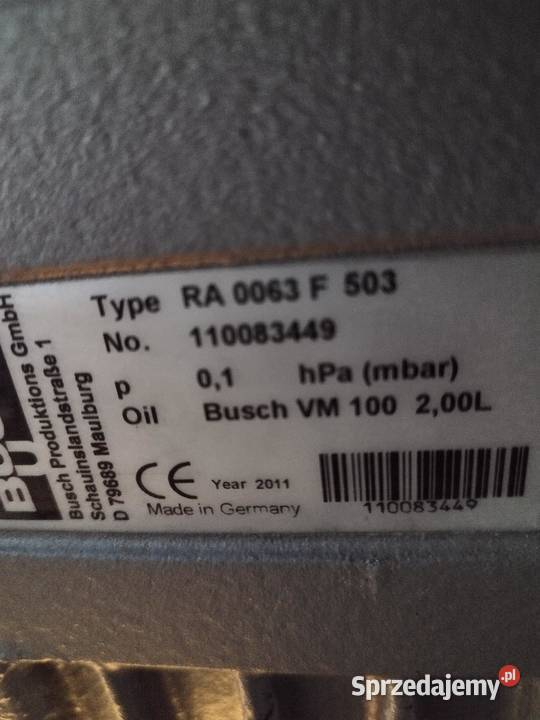 Type RA 0063 F 503
No. 110083449
p 0,1 hPa (mbar)
Oil Busch VM 100 2,00L
CE Year 2011
Made in Germany
110083449
Busch Produktions GmbH
Schauinslandstraße 1
D 79689 Maulburg
Sprzedajemy.pl